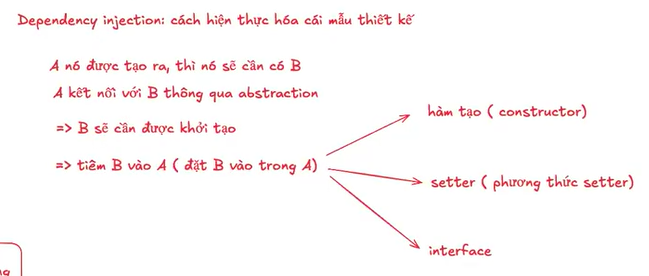 Dependency injection: cách hiện thực hóa cái mẫu thiết kế
A nó được tạo ra, thì nó sẽ cần có B
A kết nối với B thông qua abstraction
=> B sẽ cần được khởi tạo
=> tiêm B vào A ( đặt B vào trong A)
hàm tạo ( constructor)
setter ( phương thức setter)
interface